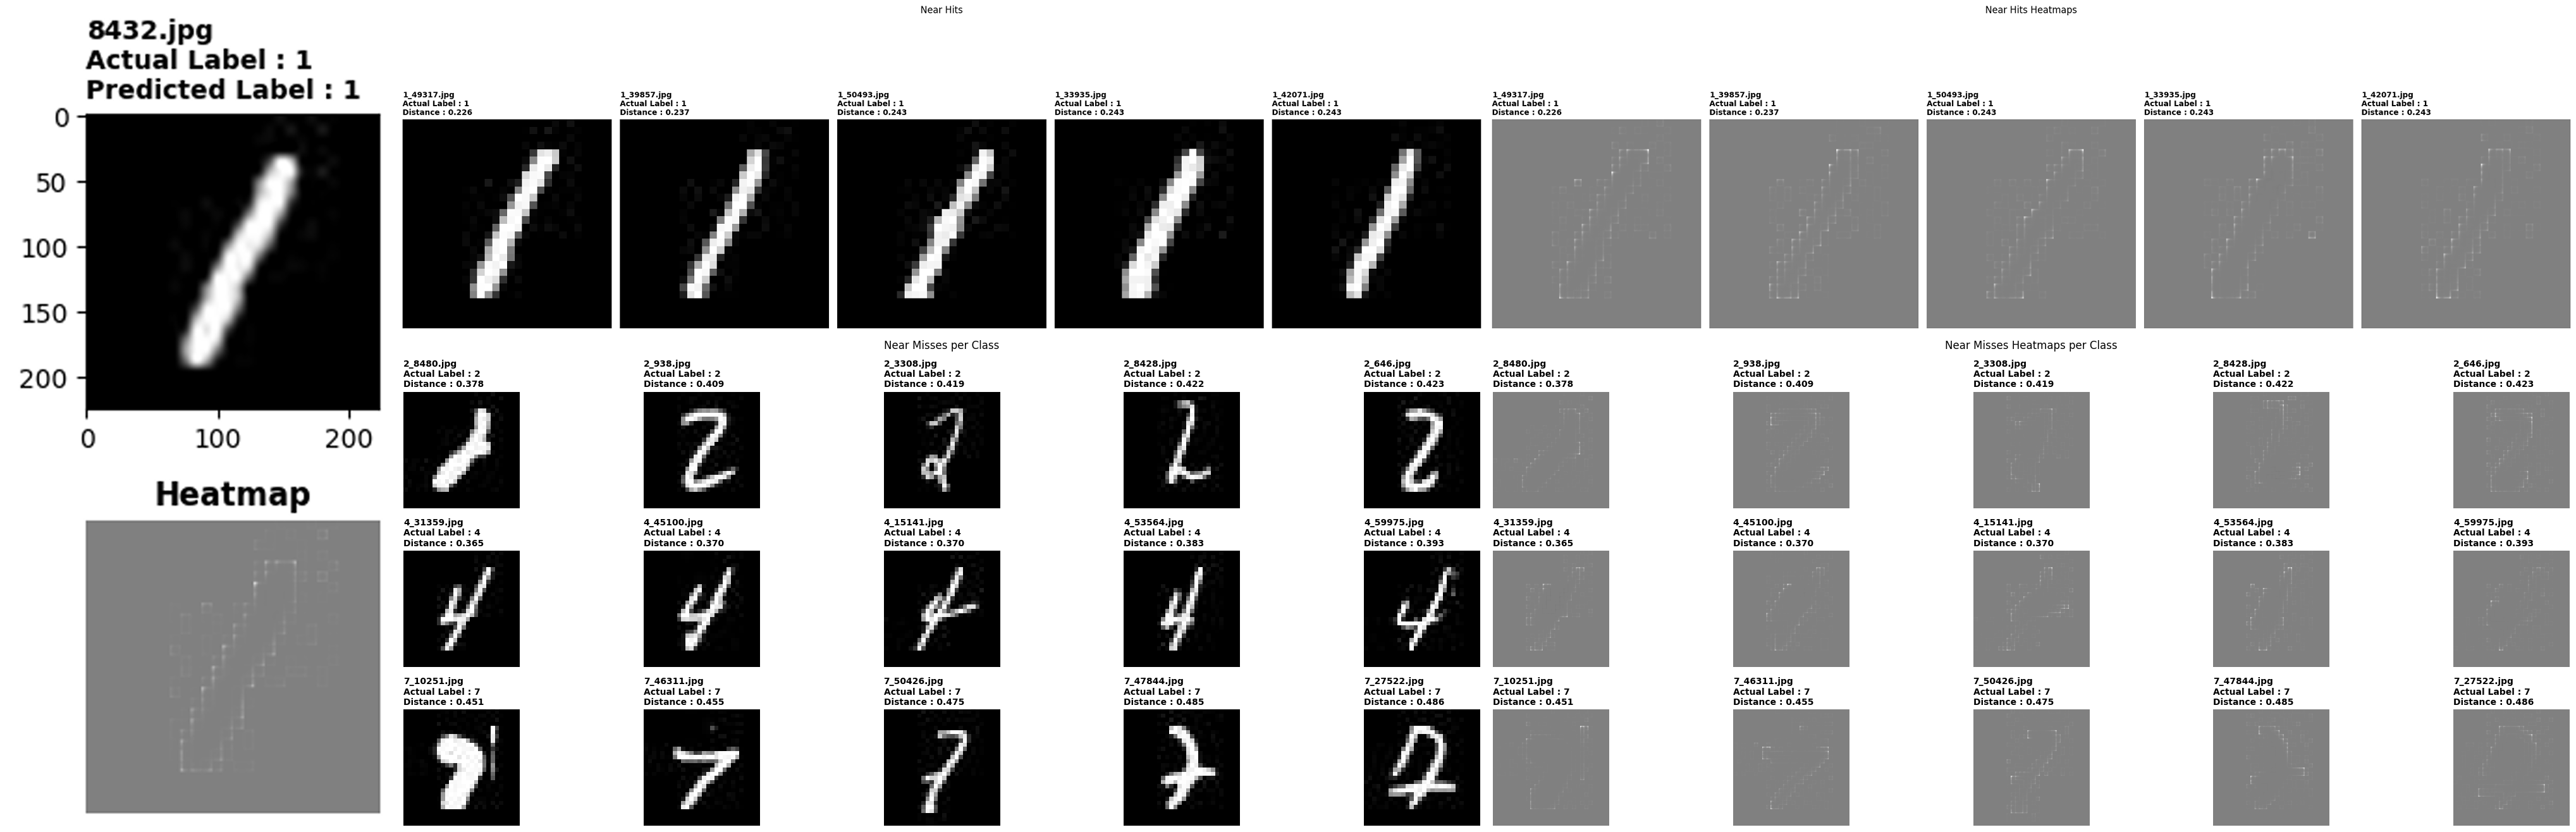 Near Hits
Near Hits Heatmaps
8432.jpg
Actual Label : 1
Predicted Label : 1
0
50
100
150
200
0 100 200
Heatmap
1_49317.jpg
Actual Label : 1
Distance : 0.226
1_39857.jpg
Actual Label : 1
Distance : 0.237
1_50493.jpg
Actual Label : 1
Distance : 0.243
1_33935.jpg
Actual Label : 1
Distance : 0.243
1_42071.jpg
Actual Label : 1
Distance : 0.243
1_49317.jpg
Actual Label : 1
Distance : 0.226
1_39857.jpg
Actual Label : 1
Distance : 0.237
1_50493.jpg
Actual Label : 1
Distance : 0.243
1_33935.jpg
Actual Label : 1
Distance : 0.243
1_42071.jpg
Actual Label : 1
Distance : 0.243
Near Misses per Class
Near Misses Heatmaps per Class
2_8480.jpg
Actual Label : 2
Distance : 0.378
2_938.jpg
Actual Label : 2
Distance : 0.409
2_3308.jpg
Actual Label : 2
Distance : 0.419
2_8428.jpg
Actual Label : 2
Distance : 0.422
2_646.jpg
Actual Label : 2
Distance : 0.423
2_8480.jpg
Actual Label : 2
Distance : 0.378
2_938.jpg
Actual Label : 2
Distance : 0.409
2_3308.jpg
Actual Label : 2
Distance : 0.419
2_8428.jpg
Actual Label : 2
Distance : 0.422
2_646.jpg
Actual Label : 2
Distance : 0.423
4_31359.jpg
Actual Label : 4
Distance : 0.365
4_45100.jpg
Actual Label : 4
Distance : 0.370
4_15141.jpg
Actual Label : 4
Distance : 0.370
4_53564.jpg
Actual Label : 4
Distance : 0.383
4_59975.jpg
Actual Label : 4
Distance : 0.393
4_31359.jpg
Actual Label : 4
Distance : 0.365
4_45100.jpg
Actual Label : 4
Distance : 0.370
4_15141.jpg
Actual Label : 4
Distance : 0.370
4_53564.jpg
Actual Label : 4
Distance : 0.383
4_59975.jpg
Actual Label : 4
Distance : 0.393
7_10251.jpg
Actual Label : 7
Distance : 0.451
7_46311.jpg
Actual Label : 7
Distance : 0.455
7_50426.jpg
Actual Label : 7
Distance : 0.475
7_47844.jpg
Actual Label : 7
Distance : 0.485
7_27522.jpg
Actual Label : 7
Distance : 0.486
7_10251.jpg
Actual Label : 7
Distance : 0.451
7_46311.jpg
Actual Label : 7
Distance : 0.455
7_50426.jpg
Actual Label : 7
Distance : 0.475
7_47844.jpg
Actual Label : 7
Distance : 0.485
7_27522.jpg
Actual Label : 7
Distance : 0.486